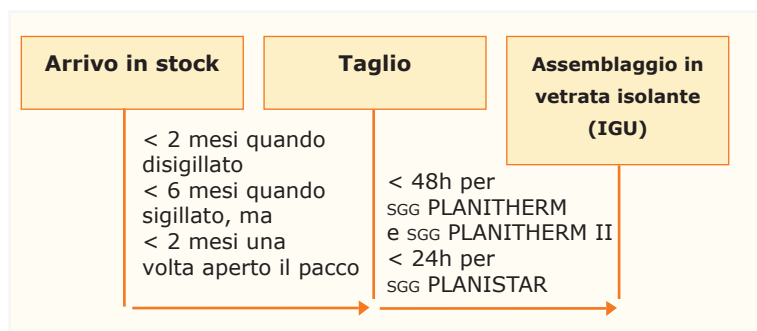 Arrivo in stock
Taglio
Assemblaggio in
vetrata isolante
(IGU)
< 2 mesi quando
disigillato
< 6 mesi quando
sigillato, ma
< 2 mesi una
volta aperto il pacco
< 48h per
SGG PLANITHERM
e SGG PLANITHERM II
< 24h per
SGG PLANISTAR